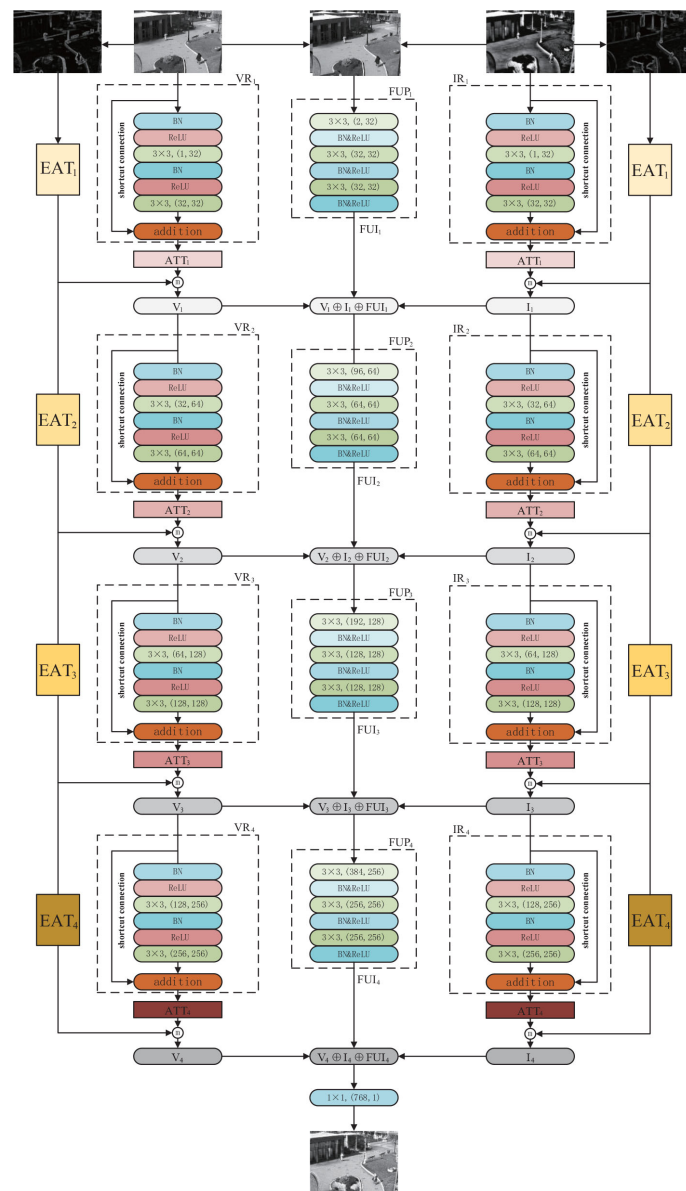 VR₁
FUP₁
IR₁
EAT₁
shortcut connection
BN
ReLU
3×3, (1, 32)
BN
ReLU
3×3, (32, 32)
addition
ATT₁
m
V₁
3×3, (2, 32)
BN&ReLU
3×3, (32, 32)
BN&ReLU
3×3, (32, 32)
BN&ReLU
FUI₁
V₁ ⊕ I₁ ⊕ FUI₁
BN
ReLU
3×3, (1, 32)
BN
ReLU
3×3, (32, 32)
addition
shortcut connection
ATT₁
m
I₁
EAT₁
VR₂
FUP₂
IR₂
EAT₂
shortcut connection
BN
ReLU
3×3, (32, 64)
BN
ReLU
3×3, (64, 64)
addition
ATT₂
m
V₂
3×3, (96, 64)
BN&ReLU
3×3, (64, 64)
BN&ReLU
3×3, (64, 64)
BN&ReLU
FUI₂
V₂ ⊕ I₂ ⊕ FUI₂
BN
ReLU
3×3, (32, 64)
BN
ReLU
3×3, (64, 64)
addition
shortcut connection
ATT₂
m
I₂
EAT₂
VR₃
FUP₃
IR₃
EAT₃
shortcut connection
BN
ReLU
3×3, (64, 128)
BN
ReLU
3×3, (128, 128)
addition
ATT₃
m
V₃
3×3, (192, 128)
BN&ReLU
3×3, (128, 128)
BN&ReLU
3×3, (128, 128)
BN&ReLU
FUI₃
V₃ ⊕ I₃ ⊕ FUI₃
BN
ReLU
3×3, (64, 128)
BN
ReLU
3×3, (128, 128)
addition
shortcut connection
ATT₃
m
I₃
EAT₃
VR₄
FUP₄
IR₄
EAT₄
shortcut connection
BN
ReLU
3×3, (128, 256)
BN
ReLU
3×3, (256, 256)
addition
ATT₄
m
V₄
3×3, (384, 256)
BN&ReLU
3×3, (256, 256)
BN&ReLU
3×3, (256, 256)
BN&ReLU
FUI₄
V₄ ⊕ I₄ ⊕ FUI₄
BN
ReLU
3×3, (128, 256)
BN
ReLU
3×3, (256, 256)
addition
shortcut connection
ATT₄
m
I₄
EAT₄
1×1, (768, 1)